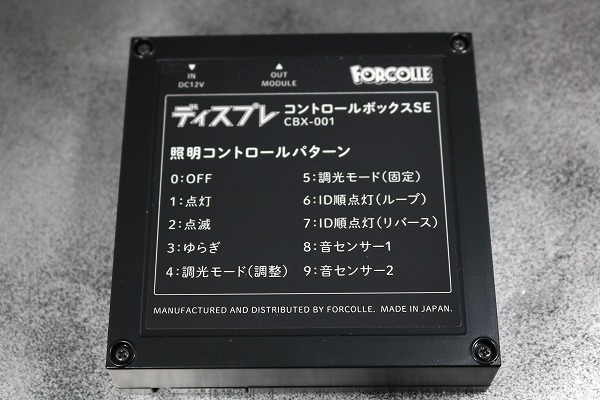 ▼ ▲
IN OUT
DC12V MODULE
FORCOLLE
ディスプレ コントロールボックスSE
CBX-001
照明コントロールパターン
0:OFF
1:点灯
2:点滅
3:ゆらぎ
4:調光モード(調整)
5:調光モード(固定)
6:ID順点灯(ループ)
7:ID順点灯(リバース)
8:音センサー1
9:音センサー2
MANUFACTURED AND DISTRIBUTED BY FORCOLLE. MADE IN JAPAN.